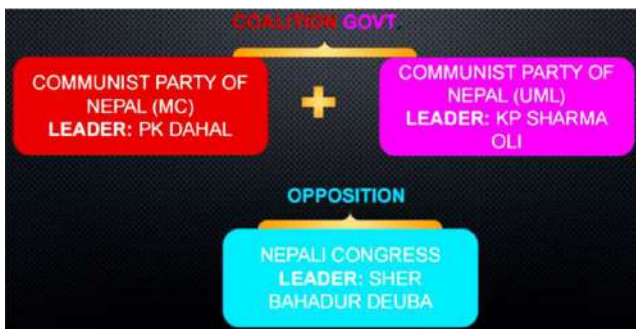 COALITION GOVT.
COMMUNIST PARTY OF
NEPAL (MC)
LEADER: PK DAHAL
+
COMMUNIST PARTY OF
NEPAL (UML)
LEADER: KP SHARMA
OLI
OPPOSITION
NEPALI CONGRESS
LEADER: SHER
BAHADUR DEUBA